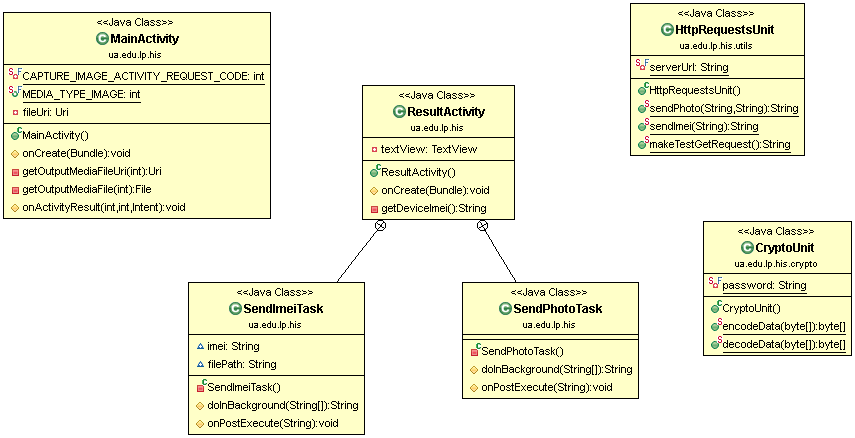 <<Java Class>>
MainActivity
ua.edu.lp.his
CAPTURE_IMAGE_ACTIVITY_REQUEST_CODE: int
MEDIA_TYPE_IMAGE: int
fileUri: Uri
MainActivity()
onCreate(Bundle):void
getOutputMediaFileUri(int):Uri
getOutputMediaFile(int):File
onActivityResult(int,int,Intent):void
<<Java Class>>
ResultActivity
ua.edu.lp.his
textView: TextView
ResultActivity()
onCreate(Bundle):void
getDeviceImei():String
<<Java Class>>
HttpRequestsUnit
ua.edu.lp.his.utils
serverUrl: String
HttpRequestsUnit()
sendPhoto(String,String):String
sendImei(String):String
makeTestGetRequest():String
<<Java Class>>
SendImeiTask
ua.edu.lp.his
imei: String
filePath: String
SendImeiTask()
doInBackground(String[]):String
onPostExecute(String):void
<<Java Class>>
SendPhotoTask
ua.edu.lp.his
SendPhotoTask()
doInBackground(String[]):String
onPostExecute(String):void
<<Java Class>>
CryptoUnit
ua.edu.lp.his.crypto
password: String
CryptoUnit()
encodeData(byte[]):byte[]
decodeData(byte[]):byte[]